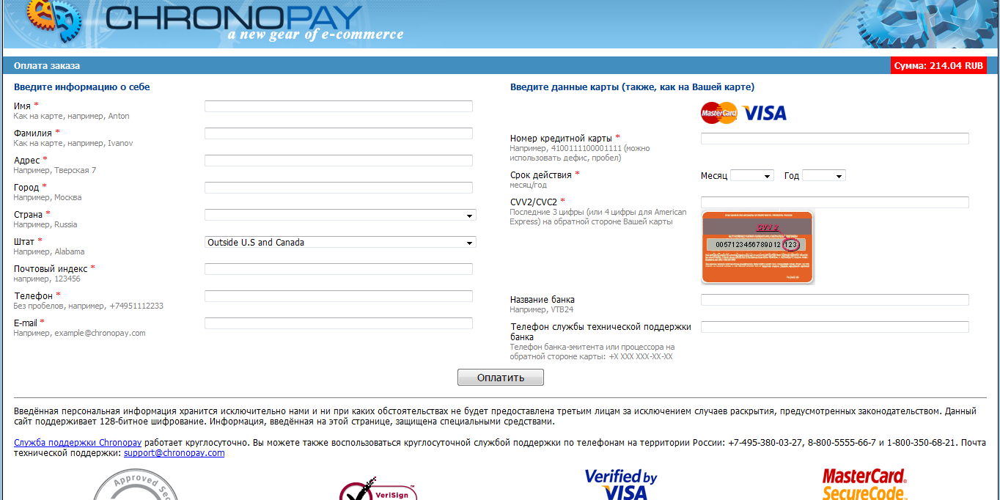 CHRONOPAY
a new gear of e-commerce
Оплата заказа
Сумма: 214.04 RUB
Введите информацию о себе
Имя *
Как на карте, например, Anton
Фамилия *
Как на карте, например, Ivanov
Адрес *
Например, Тверская 7
Город *
Например, Москва
Страна *
Например, Russia
Штат *
Outside U.S and Canada
Например, Alabama
Почтовый индекс *
например, 123456
Телефон *
Без пробелов, например, +74951112233
E-mail *
Например, example@chronopay.com
Введите данные карты (также, как на Вашей карте)
MasterCard VISA
Номер кредитной карты *
Например, 4100111100001111 (можно
использовать дефис, пробел)
Срок действия *
Месяц Год
месяц/год
CVV2/CVC2 *
Последние 3 цифры (или 4 цифры для American
Express) на обратной стороне Вашей карты
CVV2
0057123456789012 123
Название банка
Например, VTB24
Телефон службы технической поддержки
банка
Телефон банка-эмитента или процессора на
обратной стороне карты: +X XXX XXX-XX-XX
Оплатить
Введённая персональная информация хранится исключительно нами и ни при каких обстоятельствах не будет предоставлена третьим лицам за исключением случаев раскрытия, предусмотренных законодательством. Данный
сайт поддерживает 128-битное шифрование. Информация, введённая на этой странице, защищена специальными средствами.
Служба поддержки Chronopay работает круглосуточно. Вы можете также воспользоваться круглосуточной службой поддержки по телефонам на территории России: +7-495-380-03-27, 8-800-5555-66-7 и 1-800-350-68-21. Почта
технической поддержки: support@chronopay.com
Approved
VeriSign
Verified by
VISA
MasterCard.
SecureCode